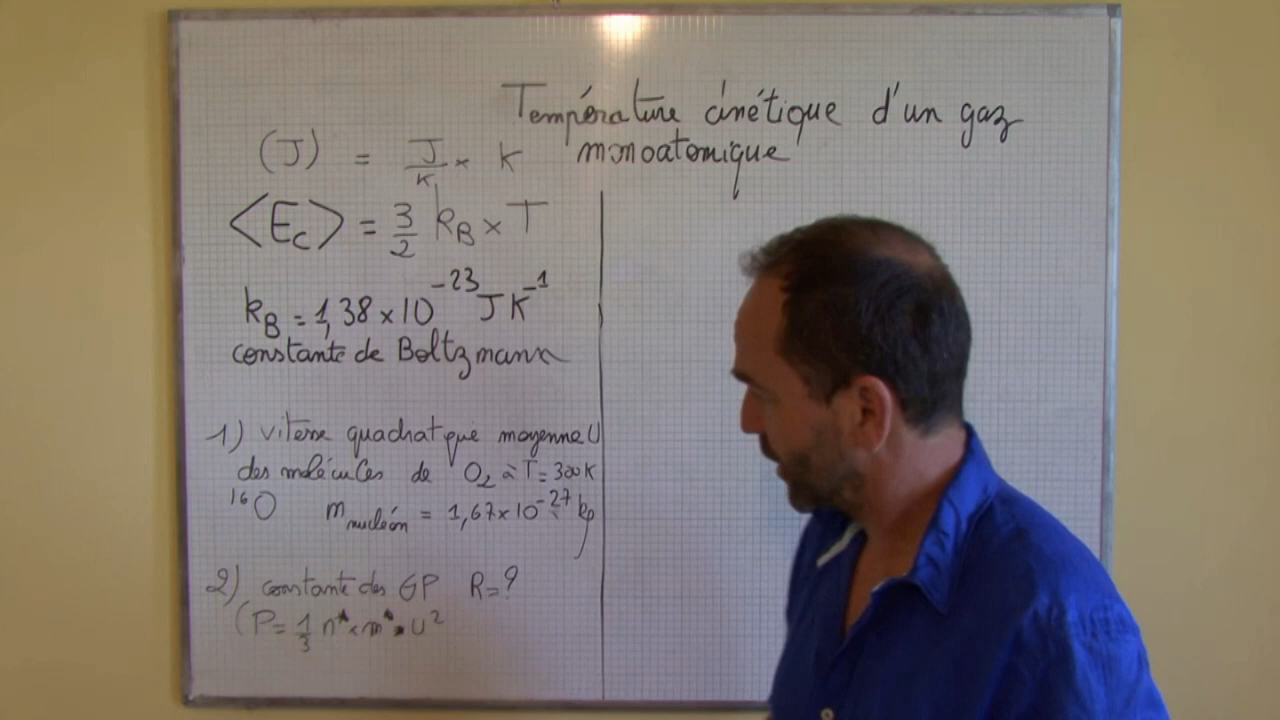 Température cinétique d'un gaz
monoatomique
(J) = J/K × K
<Ec> = 3/2 kB × T
kB = 1,38 × 10^-23 J K^-1
constante de Boltzmann
1) vitesse quadratique moyenne U
des molécules de O2 à T = 300K
^16O m nucléon = 1,67 × 10^-27 kg
2) constante des GP R = ?
(P = 1/3 n* × m* • U^2